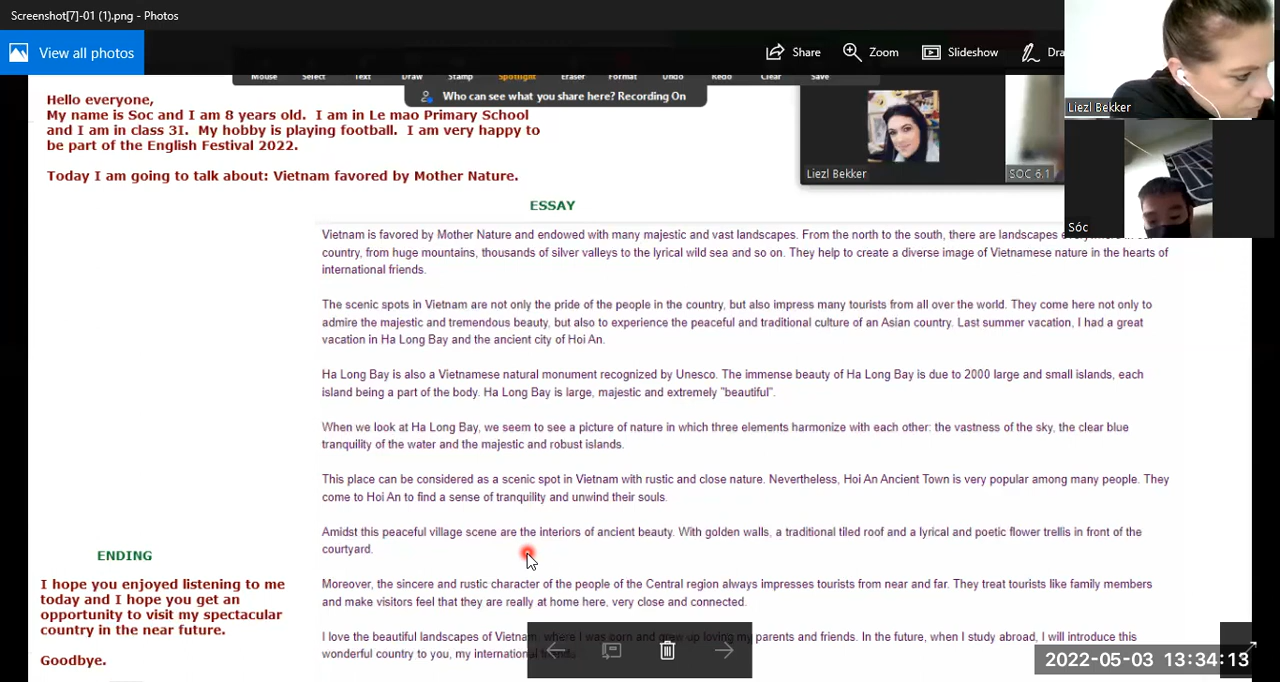 Screenshot[7]-01 (1).png - Photos
View all photos
Share
Zoom
Slideshow
Mouse
Select
Text
Draw
Stamp
Spotlight
Eraser
Format
Undo
Redo
Clear
Save
Who can see what you share here? Recording On
Liezl Bekker
Liezl Bekker
SOC 6.1
Sóc
Hello everyone,
My name is Soc and I am 8 years old. I am in Le mao Primary School
and I am in class 3I. My hobby is playing football. I am very happy to
be part of the English Festival 2022.
Today I am going to talk about: Vietnam favored by Mother Nature.
ESSAY
Vietnam is favored by Mother Nature and endowed with many majestic and vast landscapes. From the north to the south, there are landscapes
country, from huge mountains, thousands of silver valleys to the lyrical wild sea and so on. They help to create a diverse image of Vietnamese nature in the hearts of
international friends.
The scenic spots in Vietnam are not only the pride of the people in the country, but also impress many tourists from all over the world. They come here not only to
admire the majestic and tremendous beauty, but also to experience the peaceful and traditional culture of an Asian country. Last summer vacation, I had a great
vacation in Ha Long Bay and the ancient city of Hoi An.
Ha Long Bay is also a Vietnamese natural monument recognized by Unesco. The immense beauty of Ha Long Bay is due to 2000 large and small islands, each
island being a part of the body. Ha Long Bay is large, majestic and extremely "beautiful".
When we look at Ha Long Bay, we seem to see a picture of nature in which three elements harmonize with each other: the vastness of the sky, the clear blue
tranquility of the water and the majestic and robust islands.
This place can be considered as a scenic spot in Vietnam with rustic and close nature. Nevertheless, Hoi An Ancient Town is very popular among many people. They
come to Hoi An to find a sense of tranquility and unwind their souls.
Amidst this peaceful village scene are the interiors of ancient beauty. With golden walls, a traditional tiled roof and a lyrical and poetic flower trellis in front of the
courtyard.
Moreover, the sincere and rustic character of the people of the Central region always impresses tourists from near and far. They treat tourists like family members
and make visitors feel that they are really at home here, very close and connected.
I love the beautiful landscapes of Vietnam, where I was born and grew up loving my parents and friends. In the future, when I study abroad, I will introduce this
wonderful country to you, my international friends.
ENDING
I hope you enjoyed listening to me
today and I hope you get an
opportunity to visit my spectacular
country in the near future.
Goodbye.
2022-05-03 13:34:13